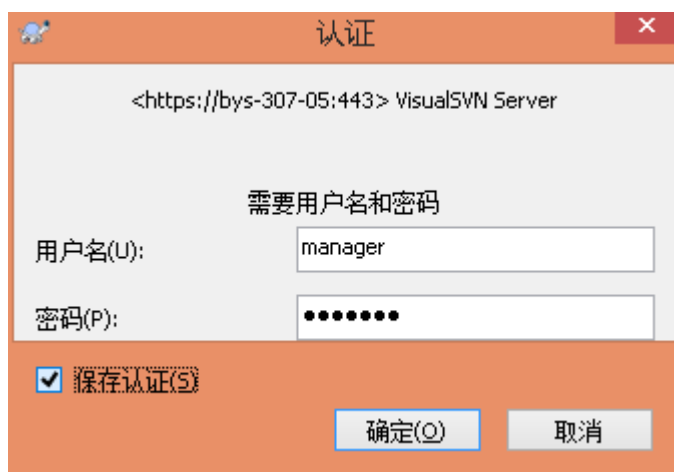 认证
<https://bys-307-05:443> VisualSVN Server
需要用户名和密码
用户名(U):
manager
密码(P):
●●●●●●●
保存认证(S)
确定(O)
取消